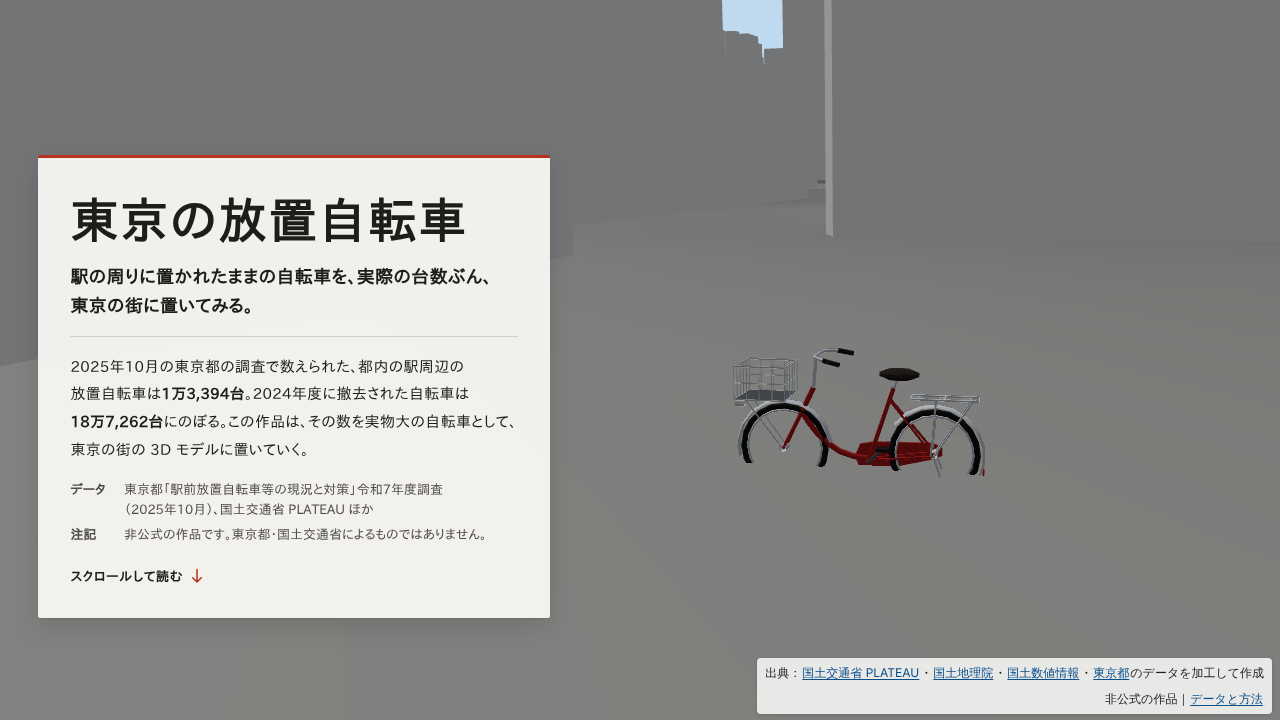 東京の放置自転車
駅の周りに置かれたままの自転車を、実際の台数ぶん、
東京の街に置いてみる。
2025年10月の東京都の調査で数えられた、都内の駅周辺の
放置自転車は1万3,394台。2024年度に撤去された自転車は
18万7,262台にのぼる。この作品は、その数を実物大の自転車として、
東京の街の 3D モデルに置いていく。
データ 東京都「駅前放置自転車等の現況と対策」令和7年度調査
（2025年10月）、国土交通省 PLATEAU ほか
注記 非公式の作品です。東京都・国土交通省によるものではありません。
スクロールして読む ↓
出典：国土交通省 PLATEAU・国土地理院・国土数値情報・東京都のデータを加工して作成
非公式の作品 | データと方法